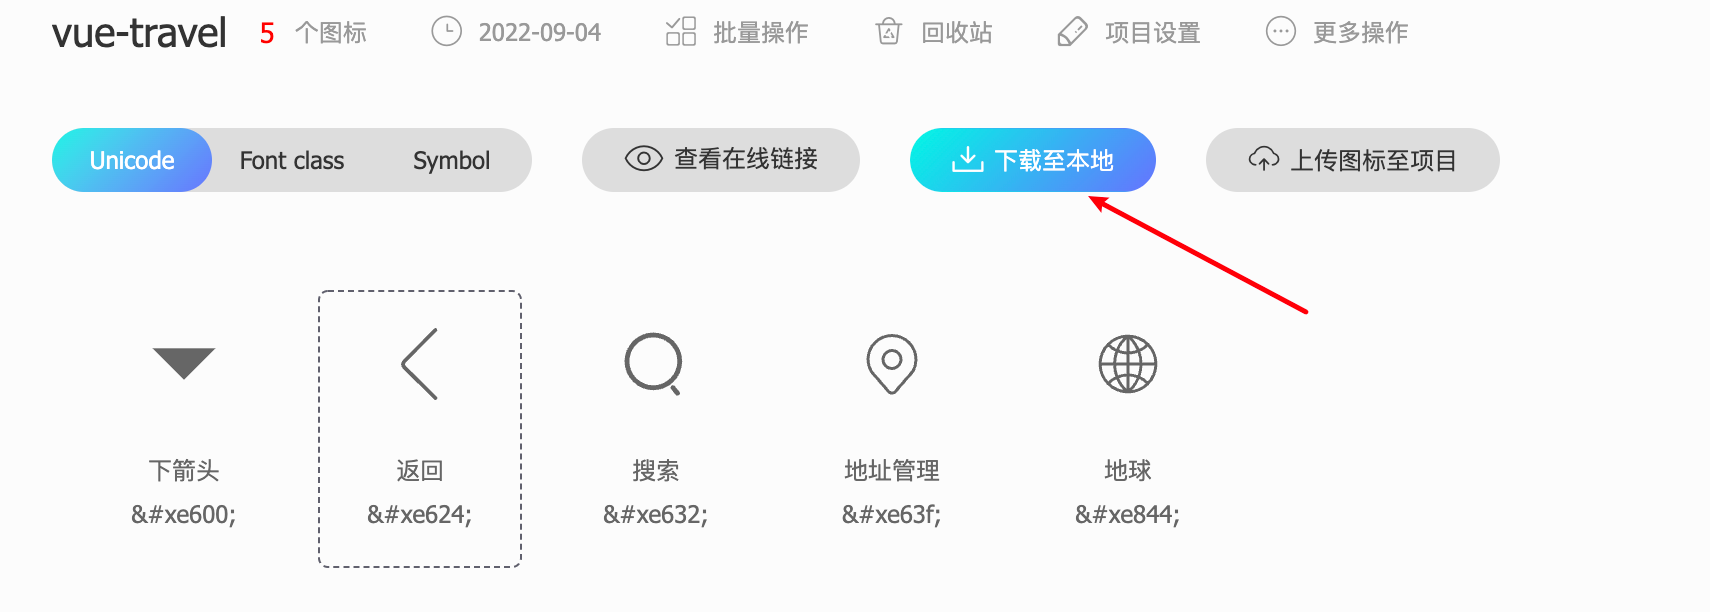 vue-travel 5 个图标 2022-09-04 批量操作 回收站 项目设置 更多操作
Unicode Font class Symbol 查看在线链接 下载至本地 上传图标至项目
下箭头 返回 搜索 地址管理 地球
&#xe600; &#xe624; &#xe632; &#xe63f; &#xe844;